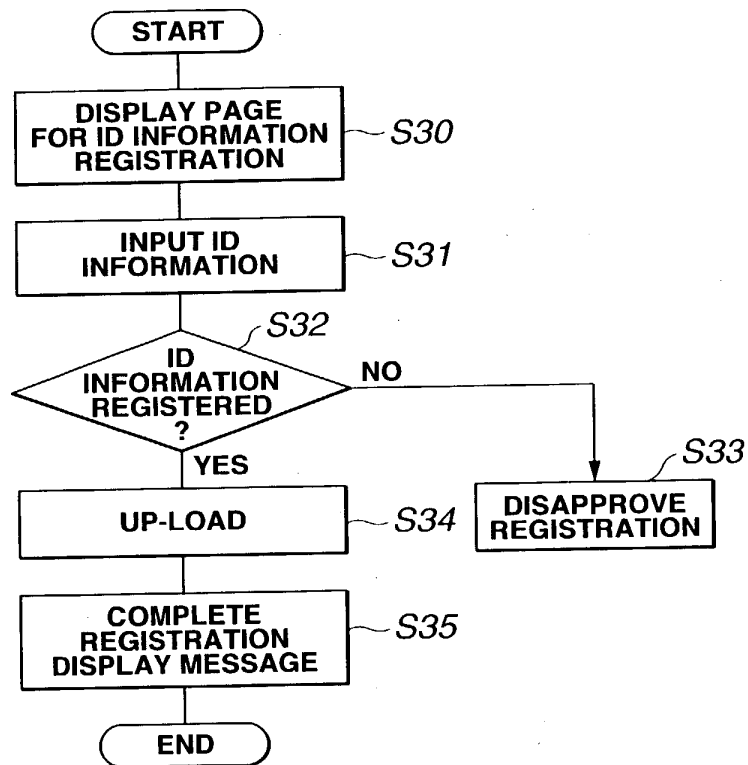 START
DISPLAY PAGE
FOR ID INFORMATION
REGISTRATION
S30
INPUT ID
INFORMATION
S31
S32
ID
INFORMATION
REGISTERED
?
NO
YES
S33
DISAPPROVE
REGISTRATION
UP-LOAD
S34
COMPLETE
REGISTRATION
DISPLAY MESSAGE
S35
END